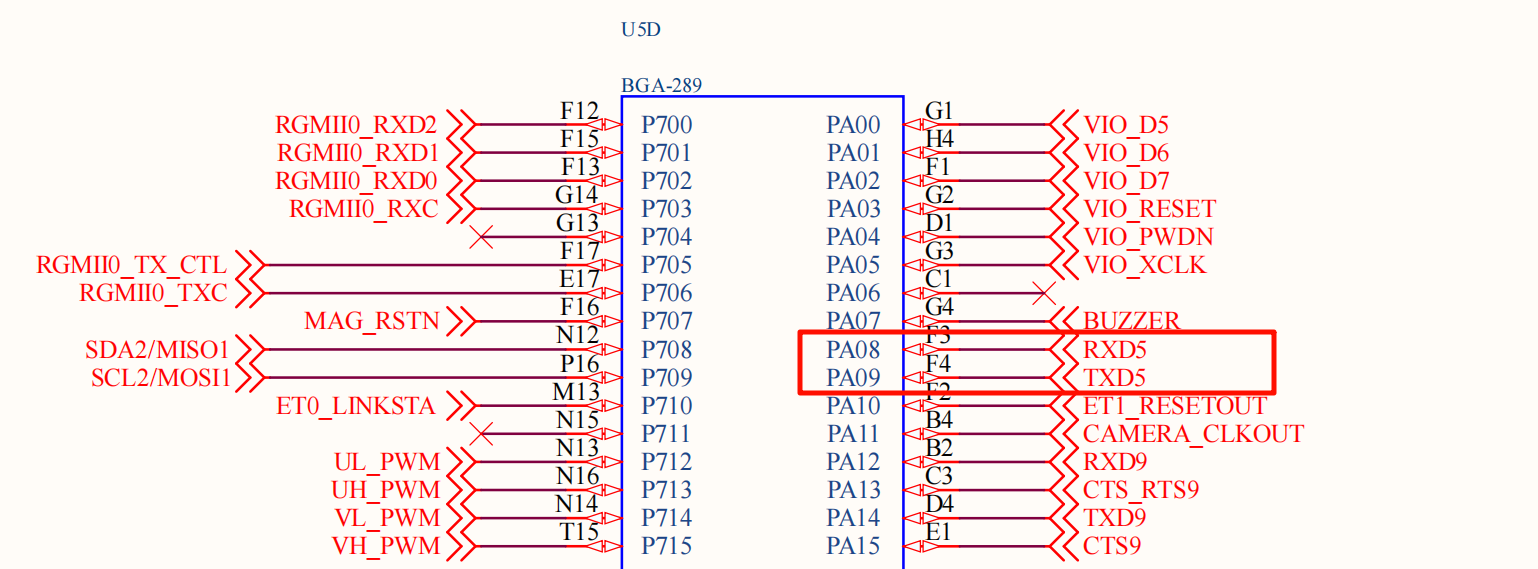 U5D
BGA-289
RGMII0_RXD2 F12 P700 PA00 G1 VIO_D5
RGMII0_RXD1 F15 P701 PA01 H4 VIO_D6
RGMII0_RXD0 F13 P702 PA02 F1 VIO_D7
RGMII0_RXC G14 P703 PA03 G2 VIO_RESET
G13 P704 PA04 D1 VIO_PWDN
RGMII0_TX_CTL F17 P705 PA05 G3 VIO_XCLK
RGMII0_TXC E17 P706 PA06 C1
MAG_RSTN F16 P707 PA07 G4 BUZZER
SDA2/MISO1 N12 P708 PA08 F3 RXD5
SCL2/MOSI1 P16 P709 PA09 F4 TXD5
ET0_LINKSTA M13 P710 PA10 F2 ET1_RESETOUT
N15 P711 PA11 B4 CAMERA_CLKOUT
UL_PWM N13 P712 PA12 B2 RXD9
UH_PWM N16 P713 PA13 C3 CTS_RTS9
VL_PWM N14 P714 PA14 D4 TXD9
VH_PWM T15 P715 PA15 E1 CTS9